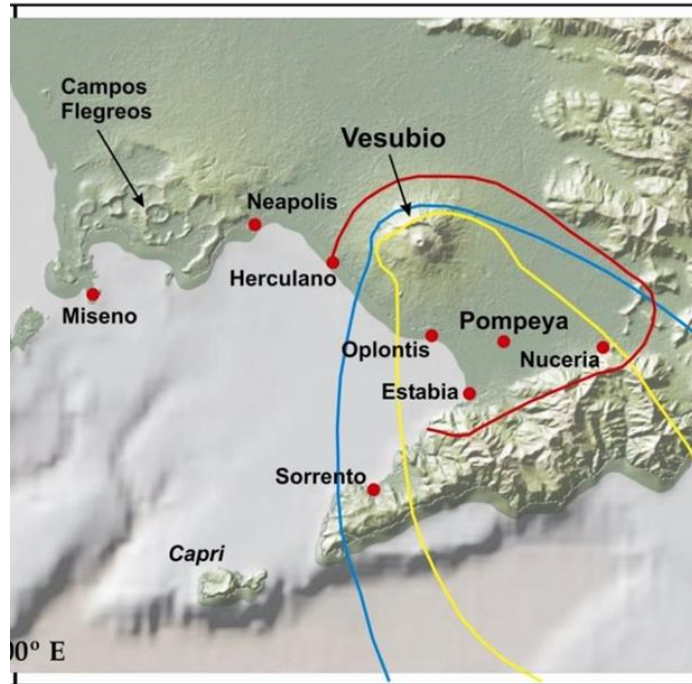 Campos
Flegreos
Vesubio
Neapolis
Herculano
Miseno
Pompeya
Oplontis
Nuceria
Estabia
Sorrento
Capri
0º E